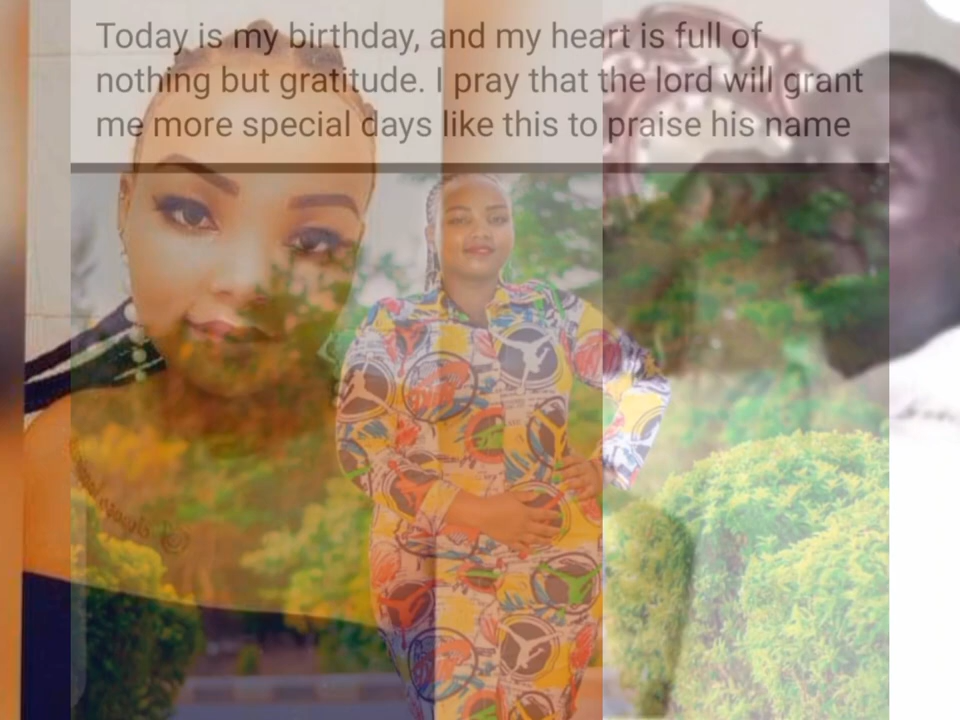 Today is my birthday, and my heart is full of
nothing but gratitude. I pray that the lord will grant
me more special days like this to praise his name